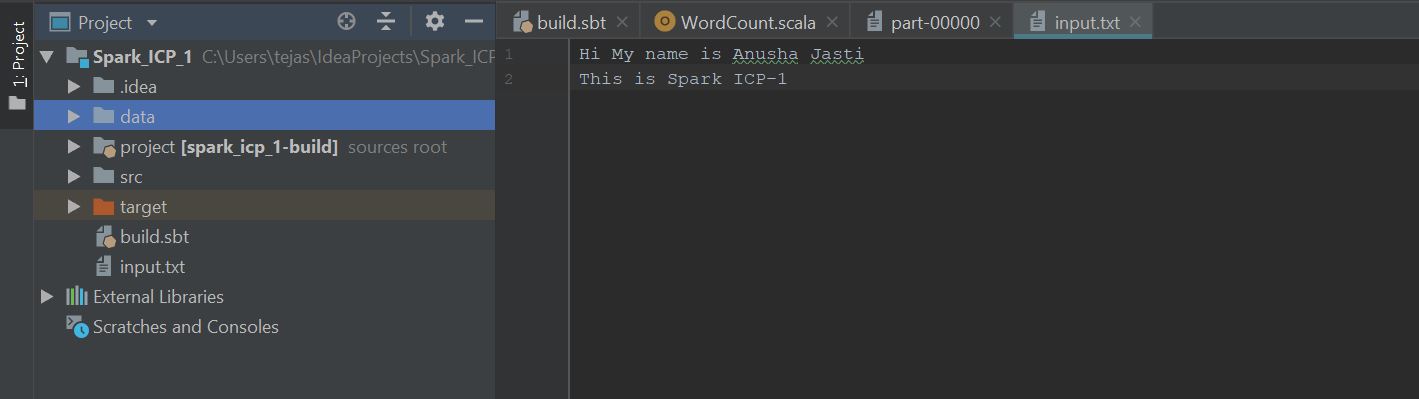 1: Project
Project
Spark_ICP_1 C:\Users\tejas\IdeaProjects\Spark_ICP
.idea
data
project [spark_icp_1-build] sources root
src
target
build.sbt
input.txt
External Libraries
Scratches and Consoles
build.sbt WordCount.scala part-00000 input.txt
1 Hi My name is Anusha Jasti
2 This is Spark ICP-1